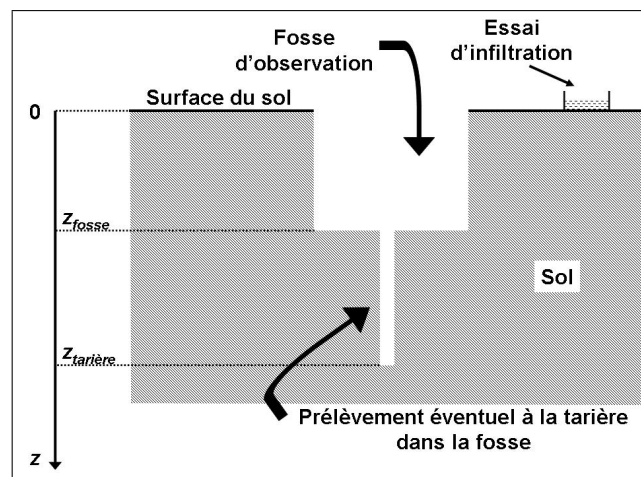 Fosse
d'observation
Essai
d'infiltration
Surface du sol
0
z_fosse
Sol
z_tarière
Prélèvement éventuel à la tarière
dans la fosse
z